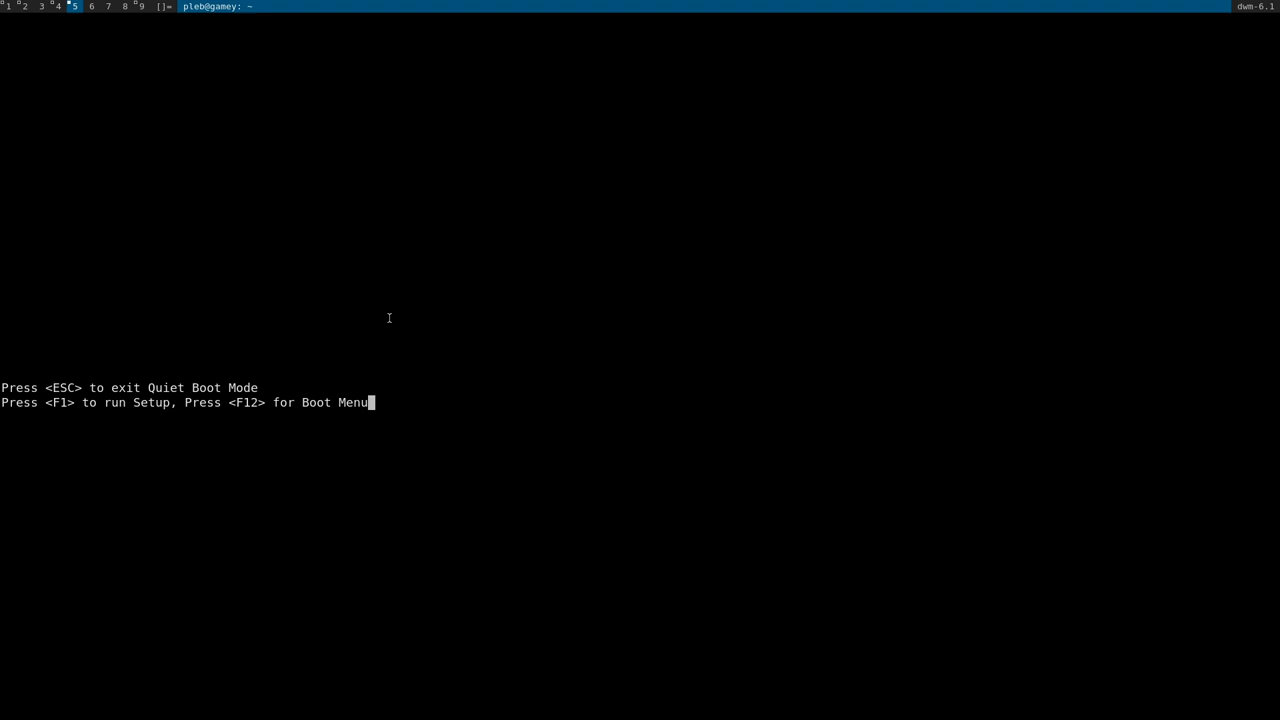 1 2 3 4 5 6 7 8 9 []= pleb@gamey: ~ dwm-6.1
Press <ESC> to exit Quiet Boot Mode
Press <F1> to run Setup, Press <F12> for Boot Menu